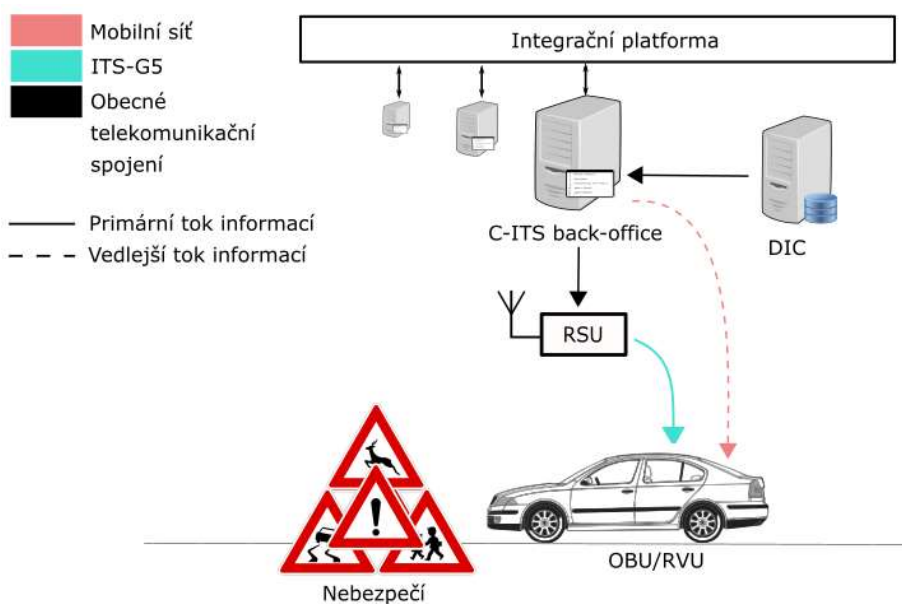 Mobilní síť
ITS-G5
Obecné
telekomunikační
spojení
Primární tok informací
Vedlejší tok informací
Integrační platforma
C-ITS back-office
DIC
RSU
OBU/RVU
Nebezpečí